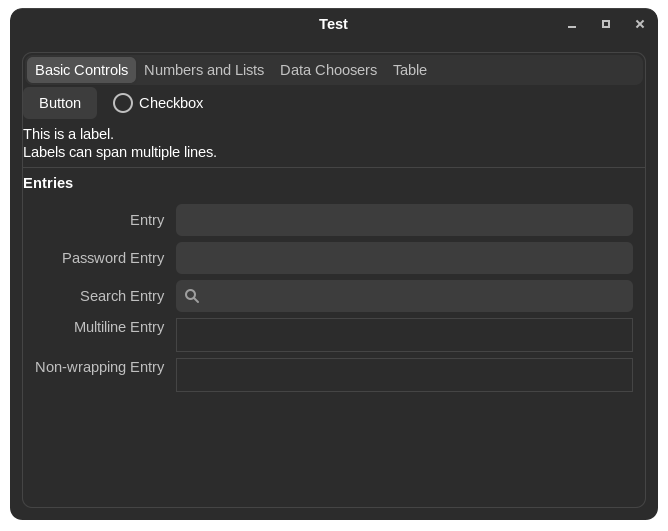 Test
Basic Controls Numbers and Lists Data Choosers Table
Button Checkbox
This is a label.
Labels can span multiple lines.
Entries
Entry
Password Entry
Search Entry
Multiline Entry
Non-wrapping Entry